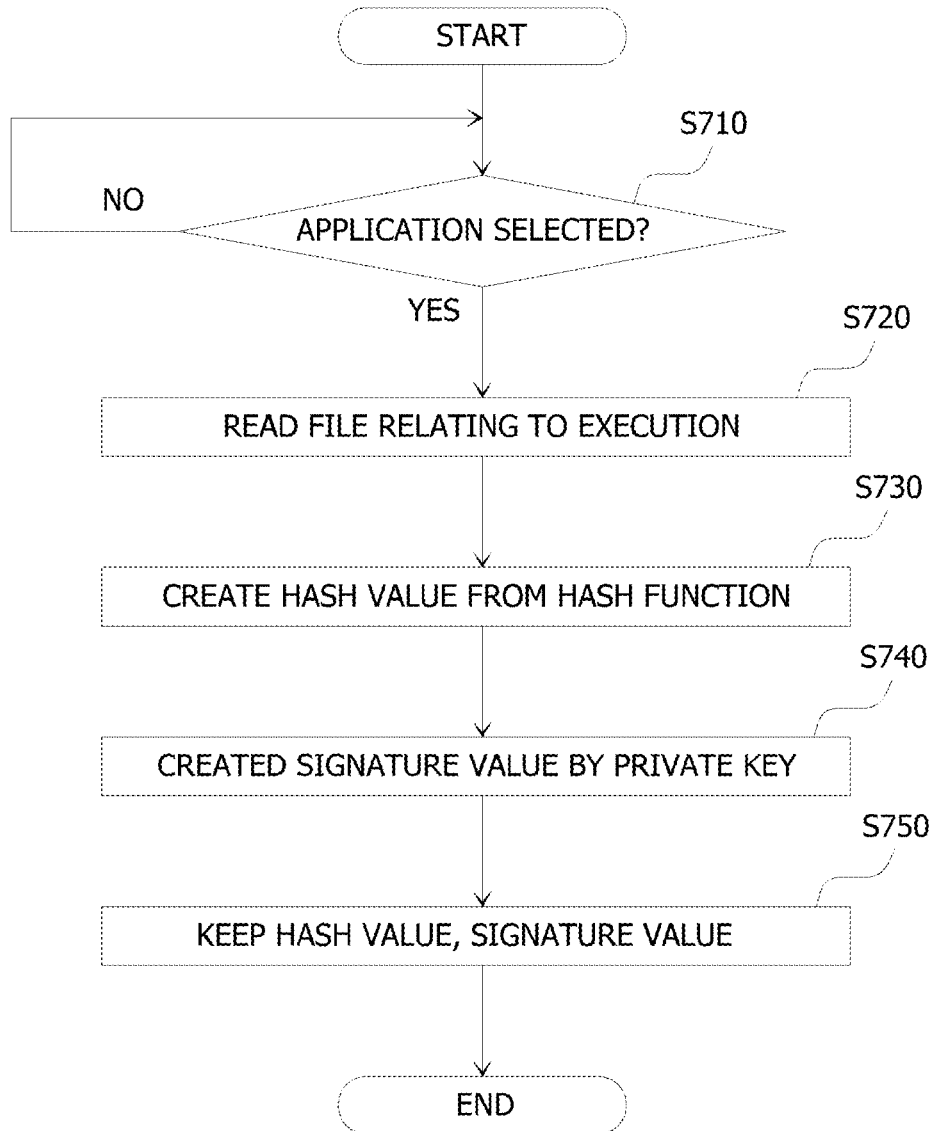 START
S710
NO
APPLICATION SELECTED?
YES
S720
READ FILE RELATING TO EXECUTION
S730
CREATE HASH VALUE FROM HASH FUNCTION
S740
CREATED SIGNATURE VALUE BY PRIVATE KEY
S750
KEEP HASH VALUE, SIGNATURE VALUE
END